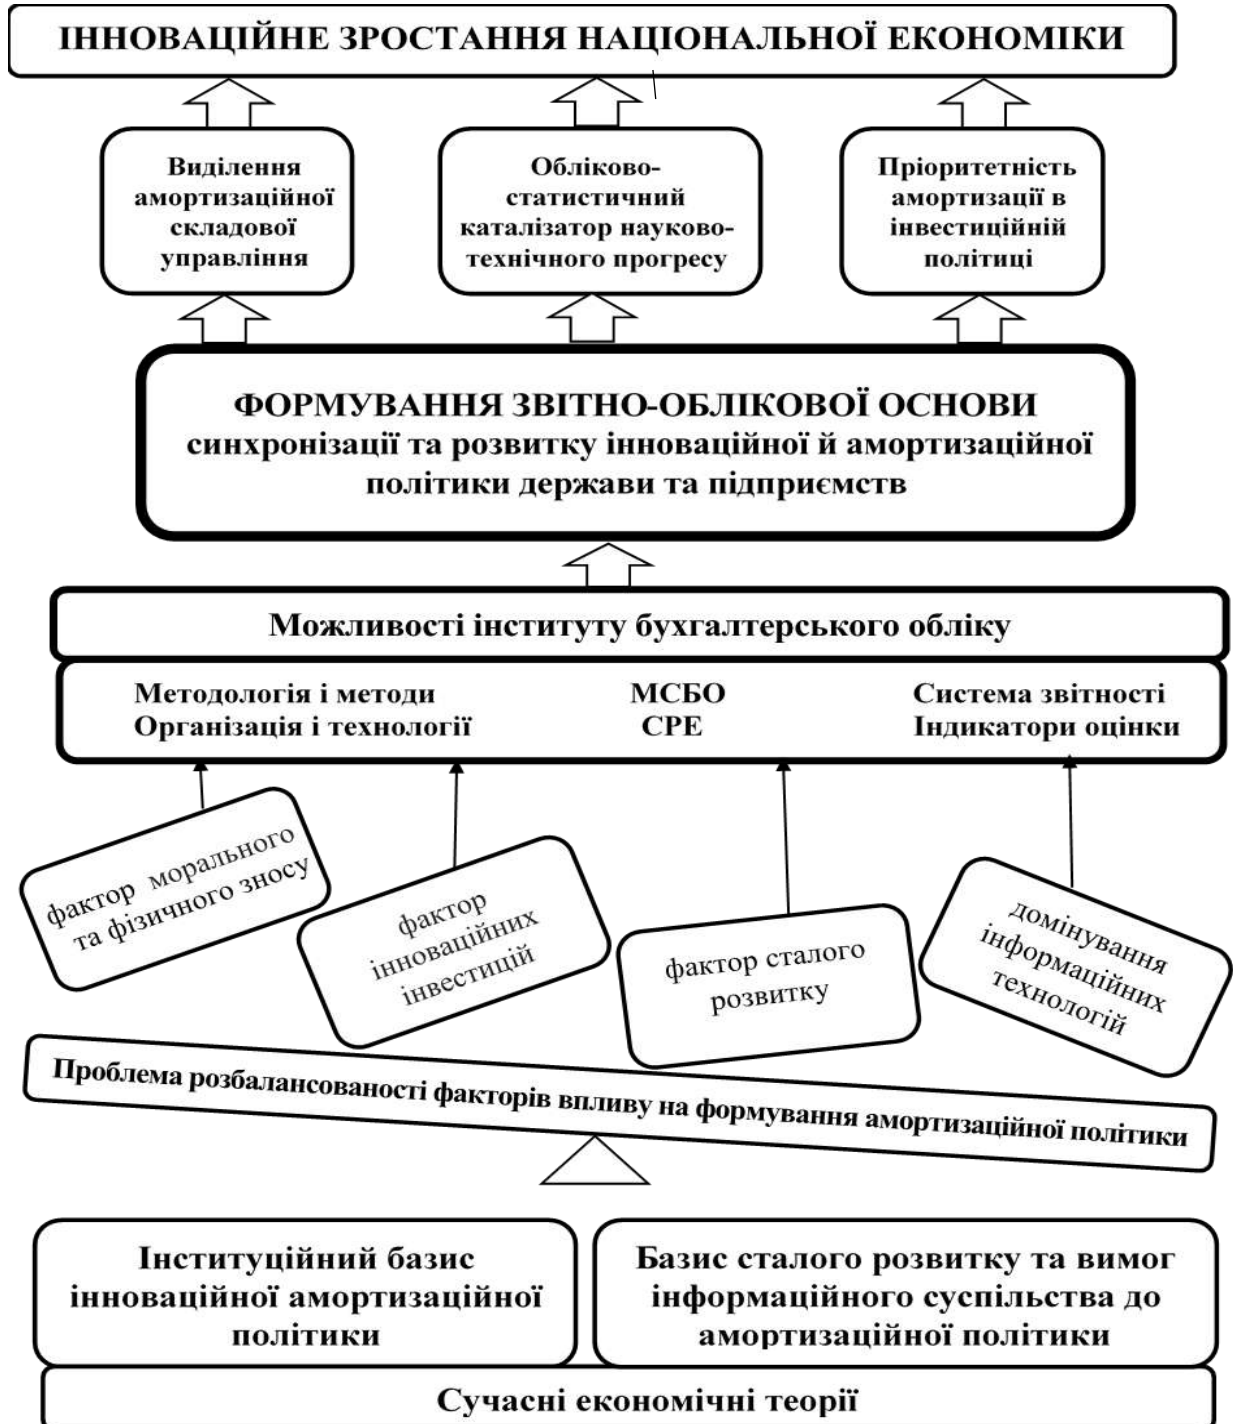 ІННОВАЦІЙНЕ ЗРОСТАННЯ НАЦІОНАЛЬНОЇ ЕКОНОМІКИ
Виділення
амортизаційної
складової
управління
Обліково-
статистичний
каталізатор науково-
технічного прогресу
Пріоритетність
амортизації в
інвестиційній
політиці
ФОРМУВАННЯ ЗВІТНО-ОБЛІКОВОЇ ОСНОВИ
синхронізації та розвитку інноваційної й амортизаційної
політики держави та підприємств
Можливості інституту бухгалтерського обліку
Методологія і методи
Організація і технології
МСБО
СРЕ
Система звітності
Індикатори оцінки
фактор морального
та фізичного зносу
фактор
інноваційних
інвестицій
фактор сталого
розвитку
домінування
інформаційних
технологій
Проблема розбалансованості факторів впливу на формування амортизаційної політики
Інституційний базис
інноваційної амортизаційної
політики
Базис сталого розвитку та вимог
інформаційного суспільства до
амортизаційної політики
Сучасні економічні теорії